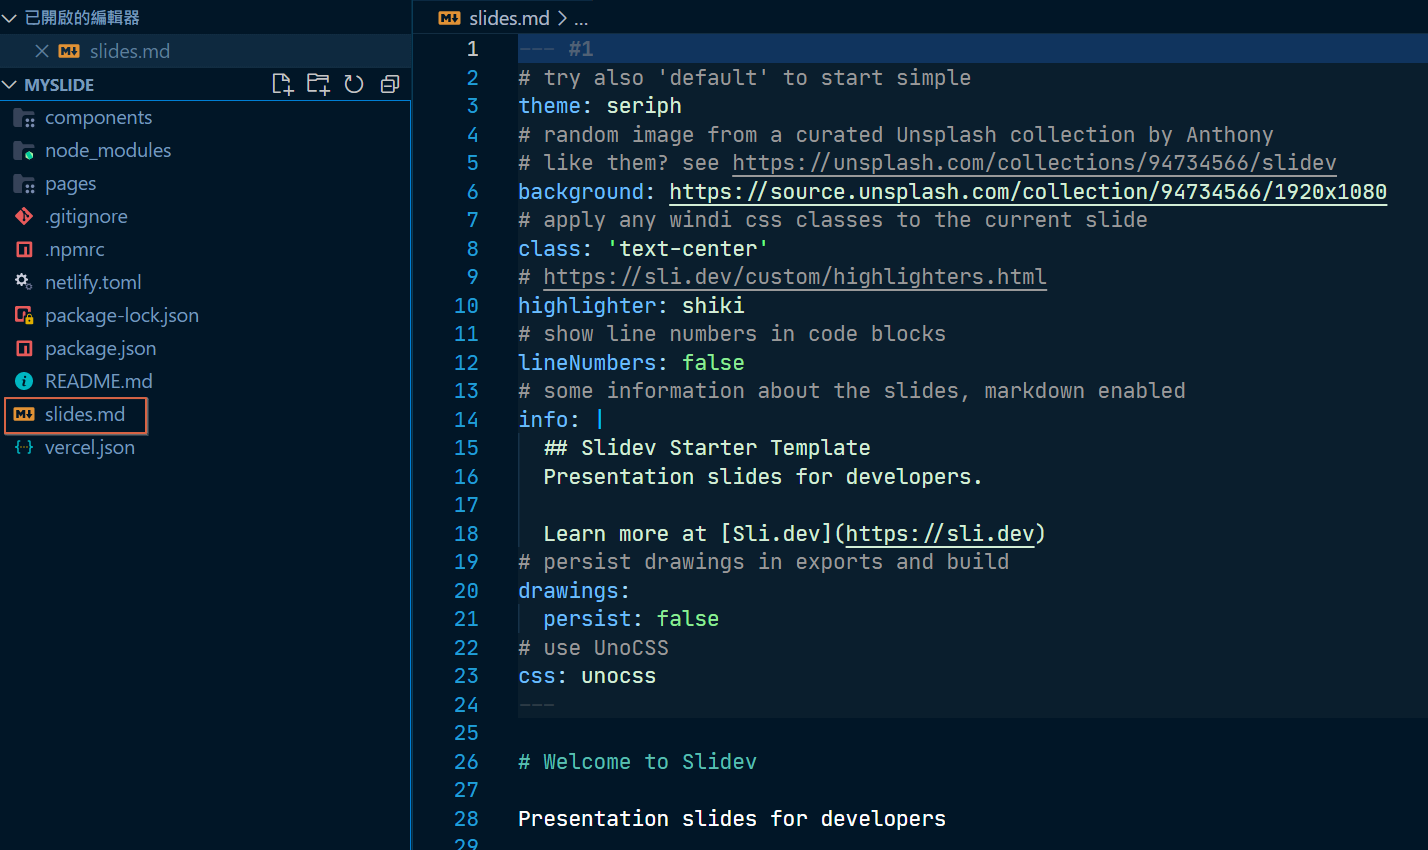 已開啟的編輯器
slides.md
MYSLIDE
components
node_modules
pages
.gitignore
.npmrc
netlify.toml
package-lock.json
package.json
README.md
slides.md
vercel.json
slides.md > ...
1 --- #1
2 # try also 'default' to start simple
3 theme: seriph
4 # random image from a curated Unsplash collection by Anthony
5 # like them? see https://unsplash.com/collections/94734566/slidev
6 background: https://source.unsplash.com/collection/94734566/1920x1080
7 # apply any windi css classes to the current slide
8 class: 'text-center'
9 # https://sli.dev/custom/highlighters.html
10 highlighter: shiki
11 # show line numbers in code blocks
12 lineNumbers: false
13 # some information about the slides, markdown enabled
14 info: |
15 ## Slidev Starter Template
16 Presentation slides for developers.
17
18 Learn more at [Sli.dev](https://sli.dev)
19 # persist drawings in exports and build
20 drawings:
21 persist: false
22 # use UnoCSS
23 css: unocss
24 ---
25
26 # Welcome to Slidev
27
28 Presentation slides for developers
29